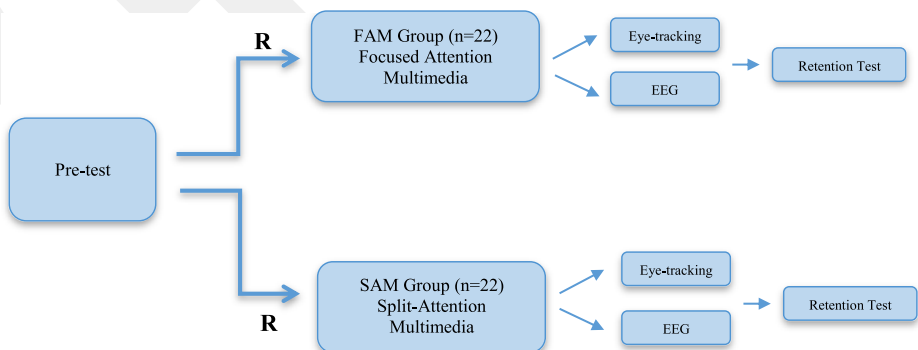 R
FAM Group (n=22)
Focused Attention
Multimedia
Eye-tracking
EEG
Retention Test
Pre-test
R
SAM Group (n=22)
Split-Attention
Multimedia
Eye-tracking
EEG
Retention Test